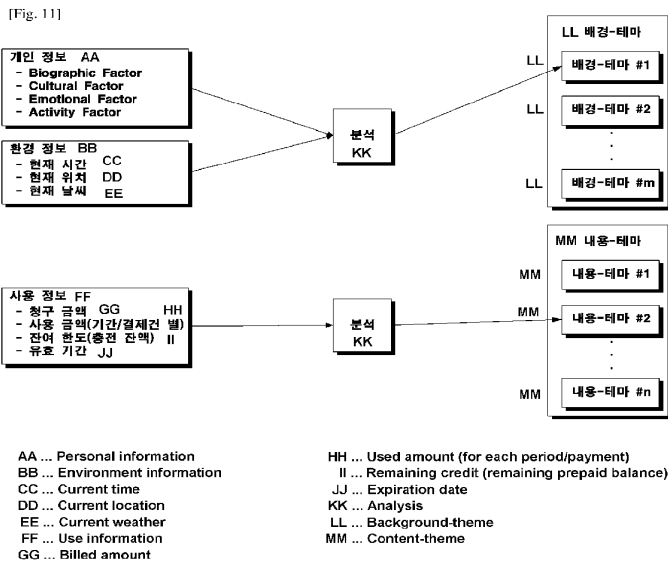 [Fig. 11]
개인 정보 AA
- Biographic Factor
- Cultural Factor
- Emotional Factor
- Activity Factor
환경 정보 BB
- 현재 시간 CC
- 현재 위치 DD
- 현재 날씨 EE
분석
KK
LL 배경-테마
LL 배경-테마 #1
LL 배경-테마 #2
LL 배경-테마 #m
사용 정보 FF
- 청구 금액 GG HH
- 사용 금액(기간/결제건 별)
- 잔여 한도(충전 잔액) II
- 유효 기간 JJ
분석
KK
MM 내용-테마
MM 내용-테마 #1
MM 내용-테마 #2
MM 내용-테마 #n
AA ... Personal information
BB ... Environment information
CC ... Current time
DD ... Current location
EE ... Current weather
FF ... Use information
GG ... Billed amount
HH ... Used amount (for each period/payment)
II ... Remaining credit (remaining prepaid balance)
JJ ... Expiration date
KK ... Analysis
LL ... Background-theme
MM ... Content-theme